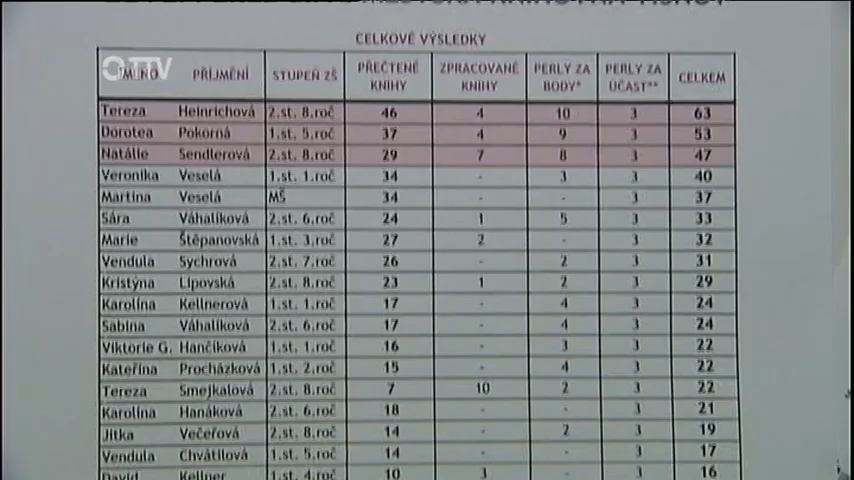 CELKOVÉ VÝSLEDKY
OTTV
JMÉNO PŘÍJMENÍ STUPEŇ ZŠ PŘEČTENÉ KNIHY ZPRACOVANÉ KNIHY PERLY ZA BODY* PERLY ZA ÚČAST** CELKEM
Tereza Heinrichová 2.st. 8.roč 46 4 10 3 63
Dorotea Pokorná 1.st. 5.roč 37 4 9 3 53
Natálie Sendlerová 2.st. 8.roč 29 7 8 3 47
Veronika Veselá 1.st. 1.roč 34 - 3 3 40
Martina Veselá MŠ 34 - - 3 37
Sára Váhalíková 2.st. 6.roč 24 1 5 3 33
Marie Štěpanovská 1.st. 3.roč 27 2 - 3 32
Vendula Sychrová 2.st. 7.roč 26 - 2 3 31
Kristýna Lipovská 2.st. 8.roč 23 1 2 3 29
Karolína Kellnerová 1.st. 1.roč 17 - 4 3 24
Sabina Váhalíková 2.st. 6.roč 17 - 4 3 24
Viktorie G. Hančíková 1.st. 1.roč 16 - 3 3 22
Kateřina Procházková 1.st. 2.roč 15 - 4 3 22
Tereza Smejkalová 2.st. 8.roč 7 10 2 3 22
Karolína Hanáková 2.st. 6.roč 18 - - 3 21
Jitka Večeřová 2.st. 8.roč 14 - 2 3 19
Vendula Chvátilová 1.st. 5.roč 14 - - 3 17
David Kellner 1.st. 4.roč 10 3 - 3 16